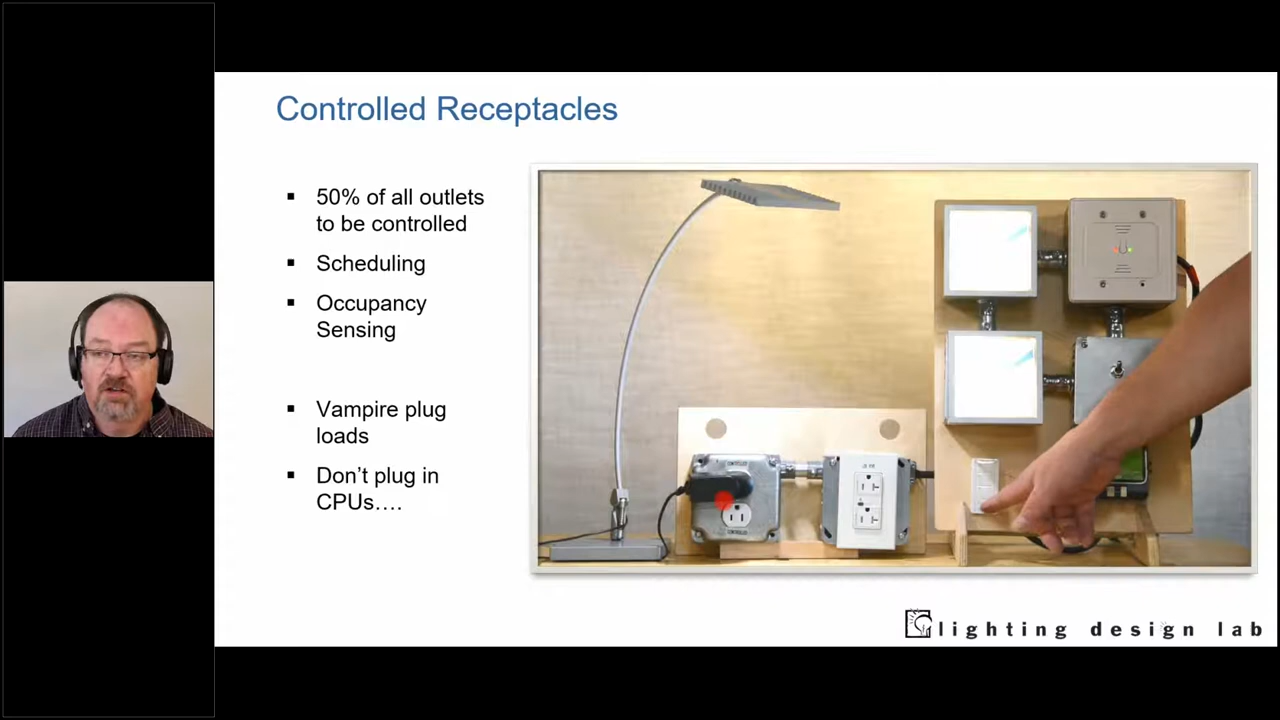 Controlled Receptacles
50% of all outlets
to be controlled
Scheduling
Occupancy
Sensing
Vampire plug
loads
Don't plug in
CPUs....
CONTROLLED
lighting design lab